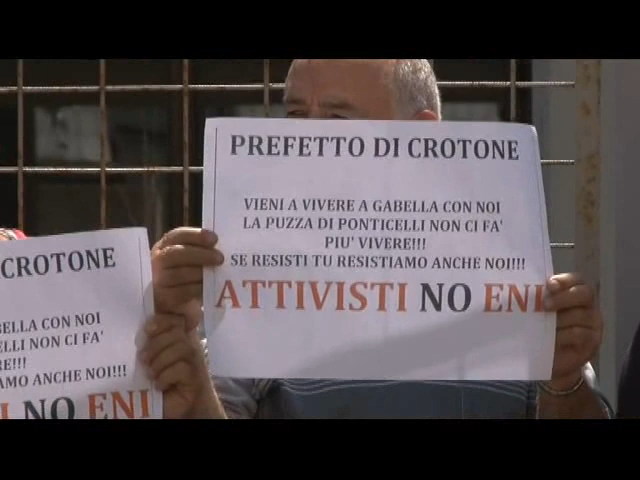 PREFETTO DI CROTONE
VIENI A VIVERE A GABELLA CON NOI
LA PUZZA DI PONTICELLI NON CI FA'
PIU' VIVERE!!!
SE RESISTI TU RESISTIAMO ANCHE NOI!!!
ATTIVISTI NO ENI
CROTONE
BELLA CON NOI
ELLI NON CI FA'
RE!!!
AMO ANCHE NOI!!!
I NO ENI